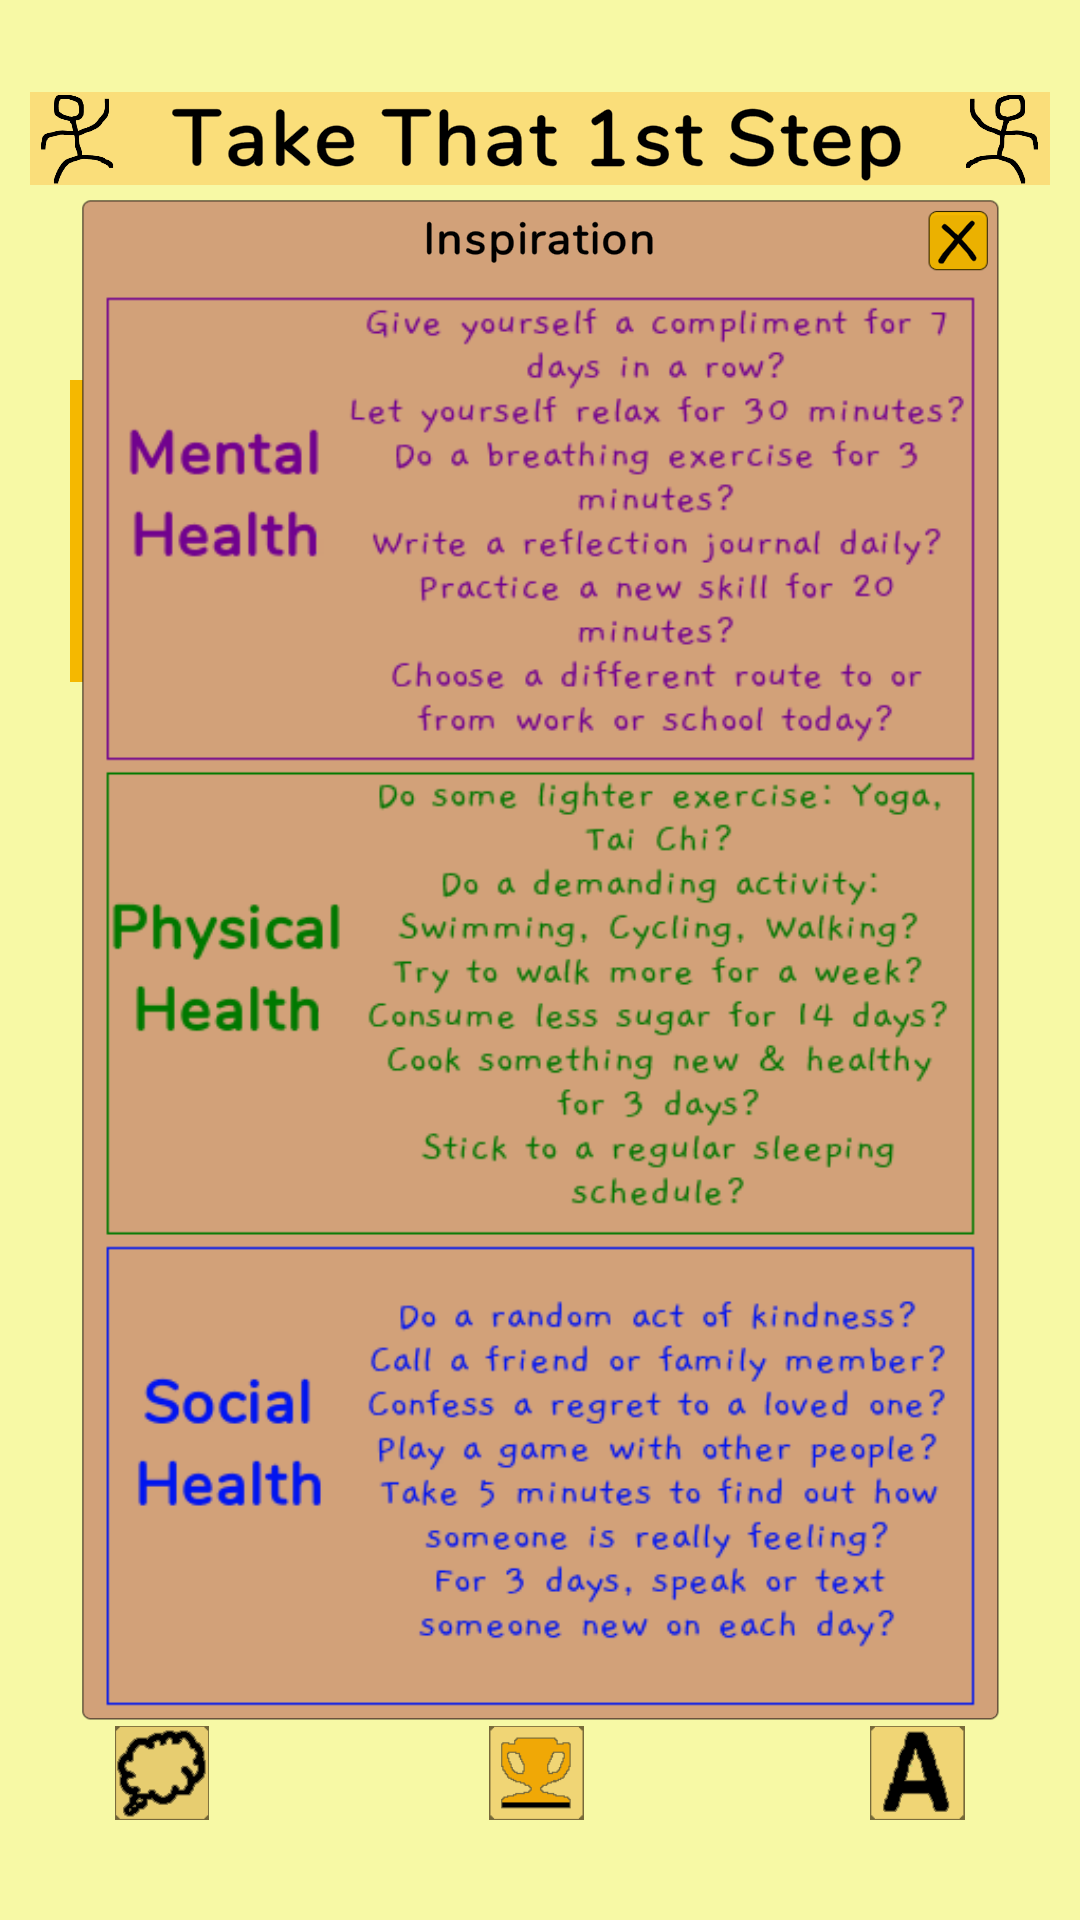 Take That 1st Step
Inspiration
X
Mental
Health
Give yourself a compliment for 7
days in a row?
Let yourself relax for 30 minutes?
Do a breathing exercise for 3
minutes?
Write a reflection journal daily?
Practice a new skill for 20
minutes?
Choose a different route to or
from work or school today?
Physical
Health
Do some lighter exercise: Yoga,
Tai Chi?
Do a demanding activity:
Swimming, Cycling, Walking?
Try to walk more for a week?
Consume less sugar for 14 days?
Cook something new & healthy
for 3 days?
Stick to a regular sleeping
schedule?
Social
Health
Do a random act of kindness?
Call a friend or family member?
Confess a regret to a loved one?
Play a game with other people?
Take 5 minutes to find out how
someone is really feeling?
For 3 days, speak or text
someone new on each day?
A